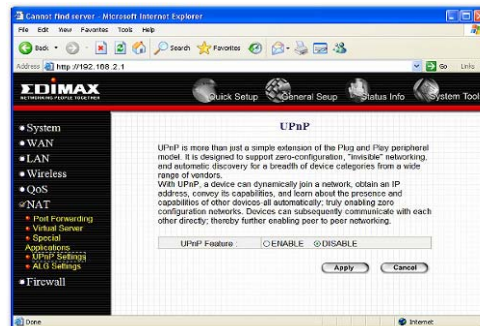 Cannot find server - Microsoft Internet Explorer
File Edit View Favorites Tools Help
Back Search Favorites
Address http://192.168.2.1 Go Links
EDIMAX
NETWORKING PEOPLE TOGETHER
Quick Setup General Seup Status Info System Tool
System
WAN
LAN
Wireless
QoS
NAT
Port Forwarding
Virtual Server
Special
Applications
UPnP Settings
ALG Settings
Firewall
UPnP
UPnP is more than just a simple extension of the Plug and Play peripheral
model. It is designed to support zero-configuration, "invisible" networking,
and automatic discovery for a breadth of device categories from a wide
range of vendors.
With UPnP, a device can dynamically join a network, obtain an IP
address, convey its capabilities, and learn about the presence and
capabilities of other devices-all automatically; truly enabling zero
configuration networks. Devices can subsequently communicate with each
other directly; thereby further enabling peer to peer networking.
UPnP Feature : ENABLE DISABLE
Apply Cancel
Done Internet